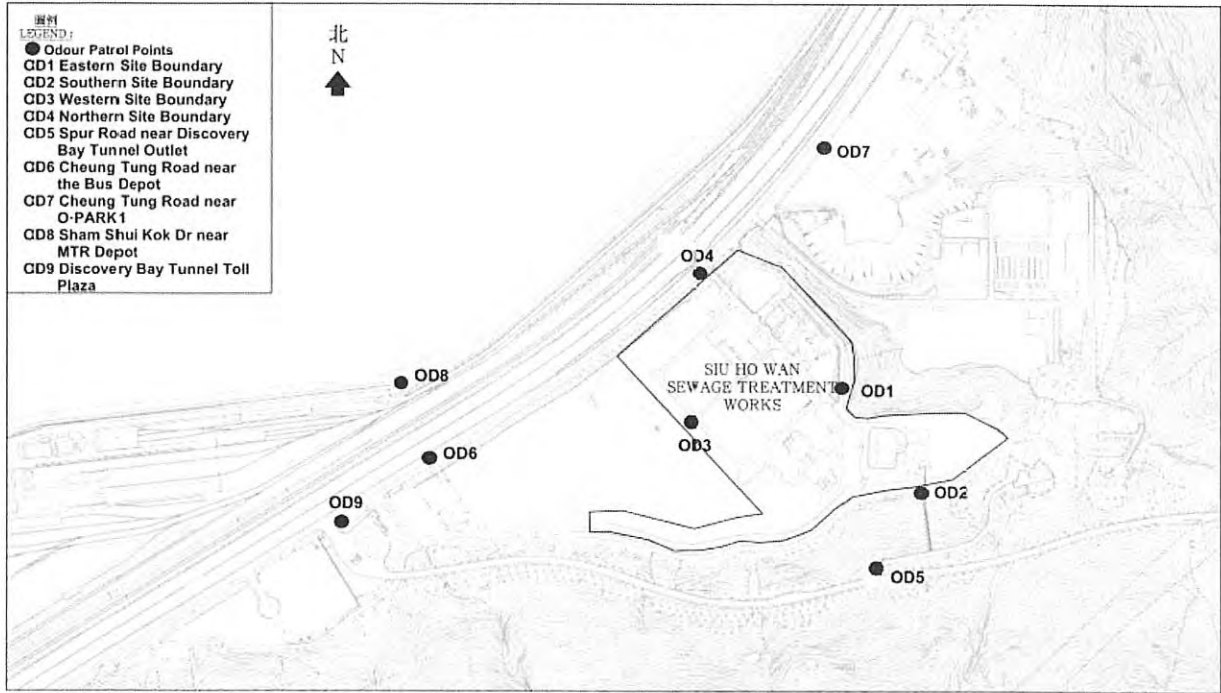 圖例
LEGEND:
Odour Patrol Points
OD1 Eastern Site Boundary
OD2 Southern Site Boundary
OD3 Western Site Boundary
OD4 Northern Site Boundary
OD5 Spur Road near Discovery
Bay Tunnel Outlet
OD6 Cheung Tung Road near
the Bus Depot
OD7 Cheung Tung Road near
O·PARK1
OD8 Sham Shui Kok Dr near
MTR Depot
OD9 Discovery Bay Tunnel Toll
Plaza
北
N
OD7
OD4
OD8
SIU HO WAN
SEWAGE TREATMENT
WORKS
OD1
OD3
OD6
OD2
OD9
OD5